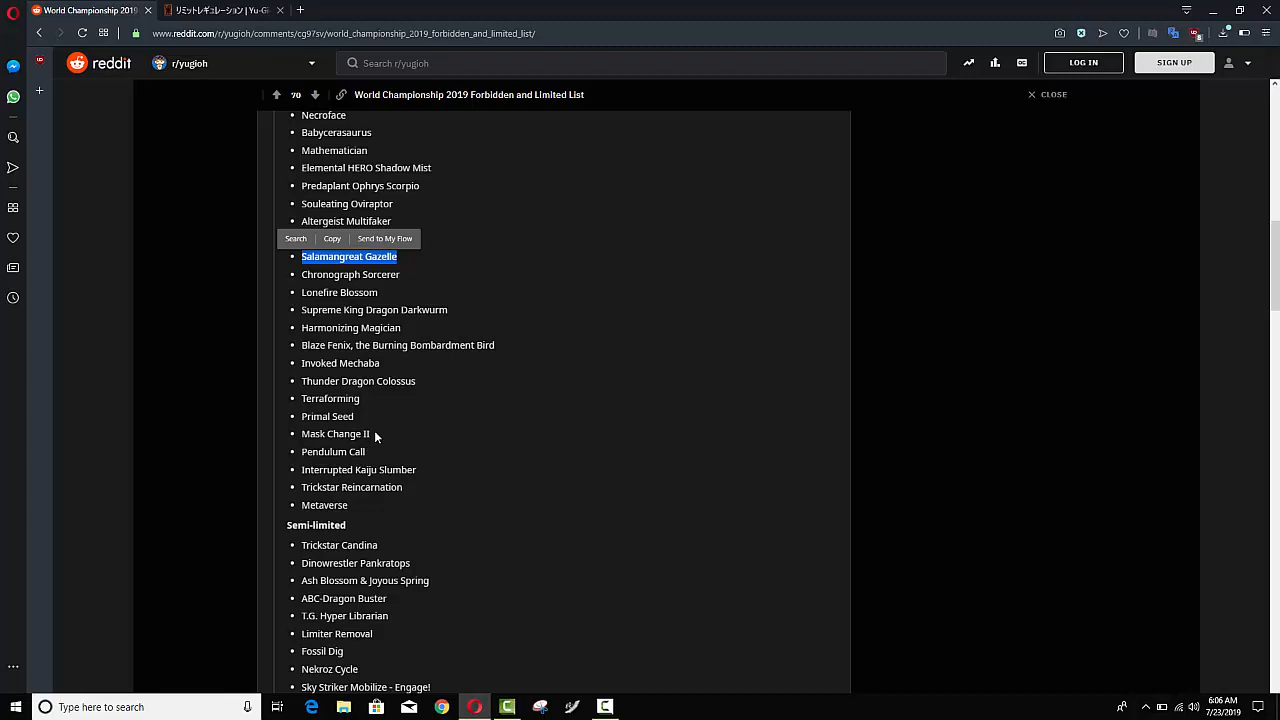 World Championship 2019
リミットレギュレーション | Yu-Gi
www.reddit.com/r/yugioh/comments/cg97sv/world_championship_2019_forbidden_and_limited_list/
reddit
r/yugioh
Search r/yugioh
LOG IN
SIGN UP
70
World Championship 2019 Forbidden and Limited List
CLOSE
Necroface
Babycerasaurus
Mathematician
Elemental HERO Shadow Mist
Predaplant Ophrys Scorpio
Souleating Oviraptor
Altergeist Multifaker
Search
Copy
Send to My Flow
Salamangreat Gazelle
Chronograph Sorcerer
Lonefire Blossom
Supreme King Dragon Darkwurm
Harmonizing Magician
Blaze Fenix, the Burning Bombardment Bird
Invoked Mechaba
Thunder Dragon Colossus
Terraforming
Primal Seed
Mask Change II
Pendulum Call
Interrupted Kaiju Slumber
Trickstar Reincarnation
Metaverse
Semi-limited
Trickstar Candina
Dinowrestler Pankratops
Ash Blossom & Joyous Spring
ABC-Dragon Buster
T.G. Hyper Librarian
Limiter Removal
Fossil Dig
Nekroz Cycle
Sky Striker Mobilize - Engage!
Type here to search
6:06 AM
7/23/2019